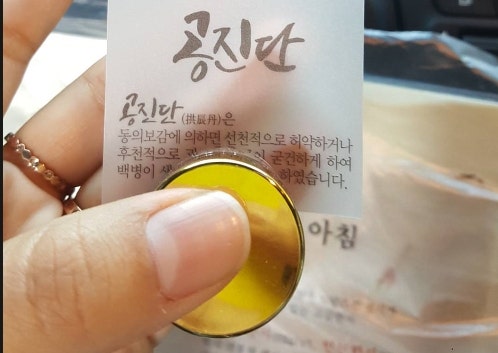 공진단
공진단(拱辰丹)은
동의보감에 의하면 선천적으로 허약하거나
후천적으로 굳건하게 하여
백병이 하였습니다.
아침